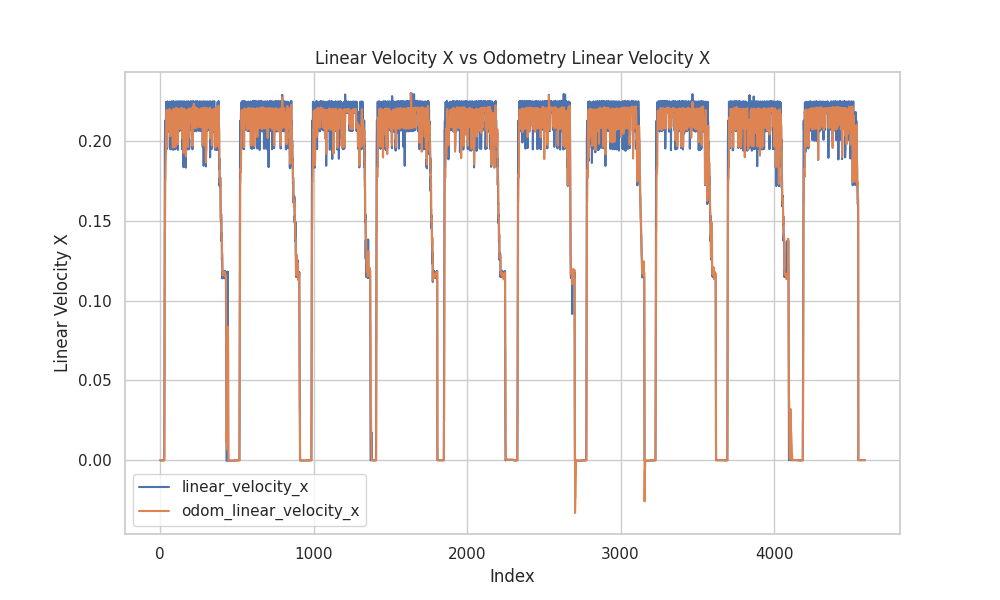 Linear Velocity X vs Odometry Linear Velocity X
Linear Velocity X
0.20
0.15
0.10
0.05
0.00
linear_velocity_x
odom_linear_velocity_x
0 1000 2000 3000 4000
Index